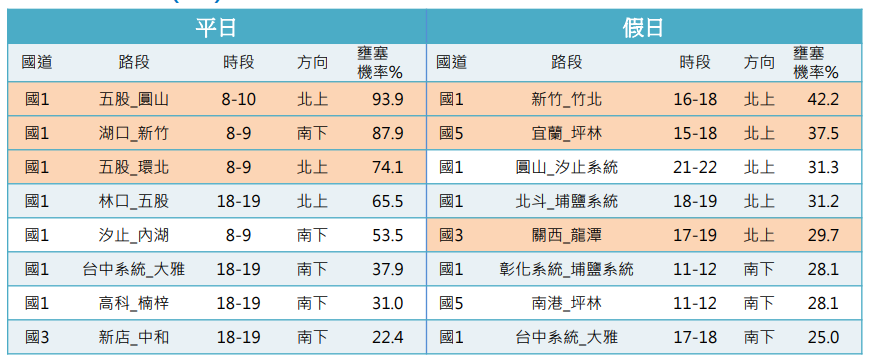 平日 假日
國道 路段 時段 方向 壅塞機率% 國道 路段 時段 方向 壅塞機率%
國1 五股_圓山 8-10 北上 93.9 國1 新竹_竹北 16-18 北上 42.2
國1 湖口_新竹 8-9 南下 87.9 國5 宜蘭_坪林 15-18 北上 37.5
國1 五股_環北 8-9 北上 74.1 國1 圓山_汐止系統 21-22 北上 31.3
國1 林口_五股 18-19 北上 65.5 國1 北斗_埔鹽系統 18-19 北上 31.2
國1 汐止_內湖 8-9 南下 53.5 國3 關西_龍潭 17-19 北上 29.7
國1 台中系統_大雅 18-19 南下 37.9 國1 彰化系統_埔鹽系統 11-12 南下 28.1
國1 高科_楠梓 18-19 南下 31.0 國5 南港_坪林 11-12 南下 28.1
國3 新店_中和 18-19 南下 22.4 國1 台中系統_大雅 17-18 南下 25.0